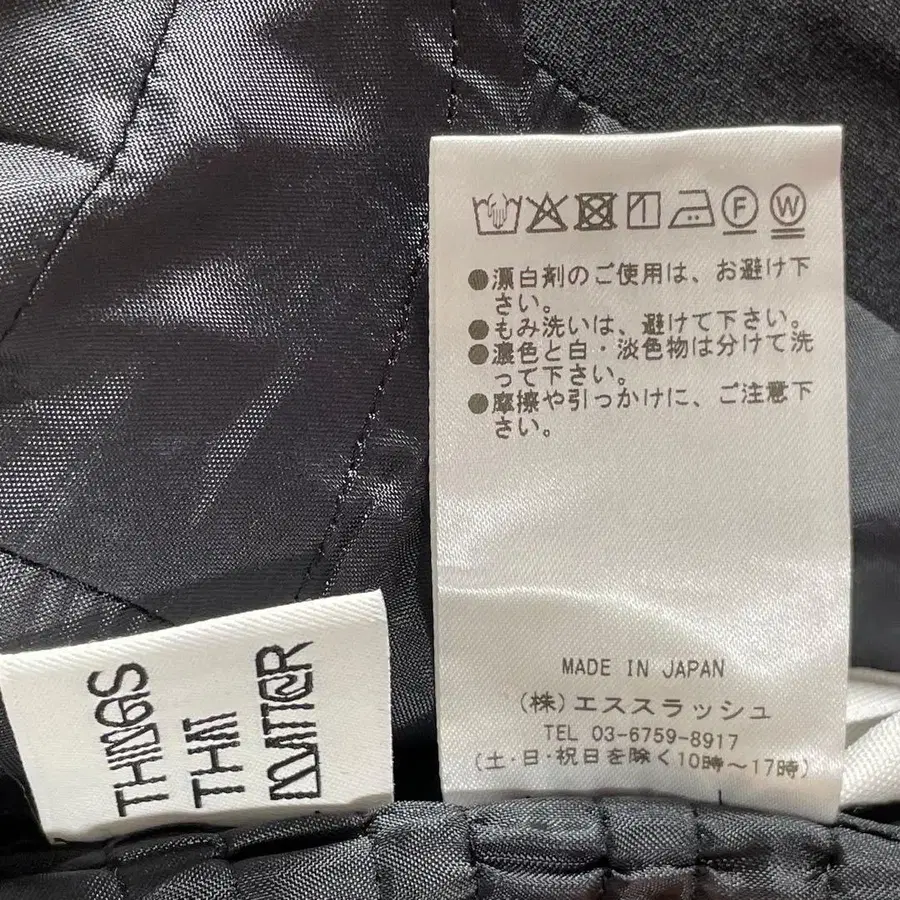 F W
●漂白剤のご使用は、お避け下
さい。
●もみ洗いは、避けて下さい。
●濃色と白・淡色物は分けて洗
って下さい。
●摩擦や引っかけに、ご注意下
さい。
MADE IN JAPAN
(株)エススラッシュ
TEL 03-6759-8917
(土・日・祝日を除く10時～17時)
THINGS
THAT
MATTER